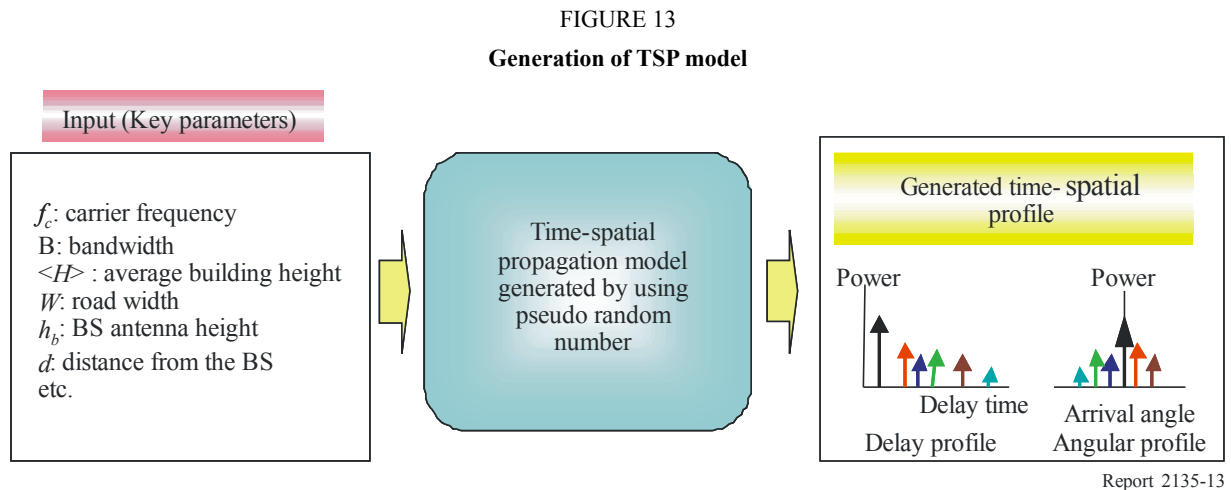 FIGURE 13
Generation of TSP model
Input (Key parameters)
f_c: carrier frequency
B: bandwidth
<H> : average building height
W: road width
h_b: BS antenna height
d: distance from the BS
etc.
Time-spatial
propagation model
generated by using
pseudo random
number
Generated time- spatial
profile
Power
Delay time
Delay profile
Power
Arrival angle
Angular profile
Report 2135-13